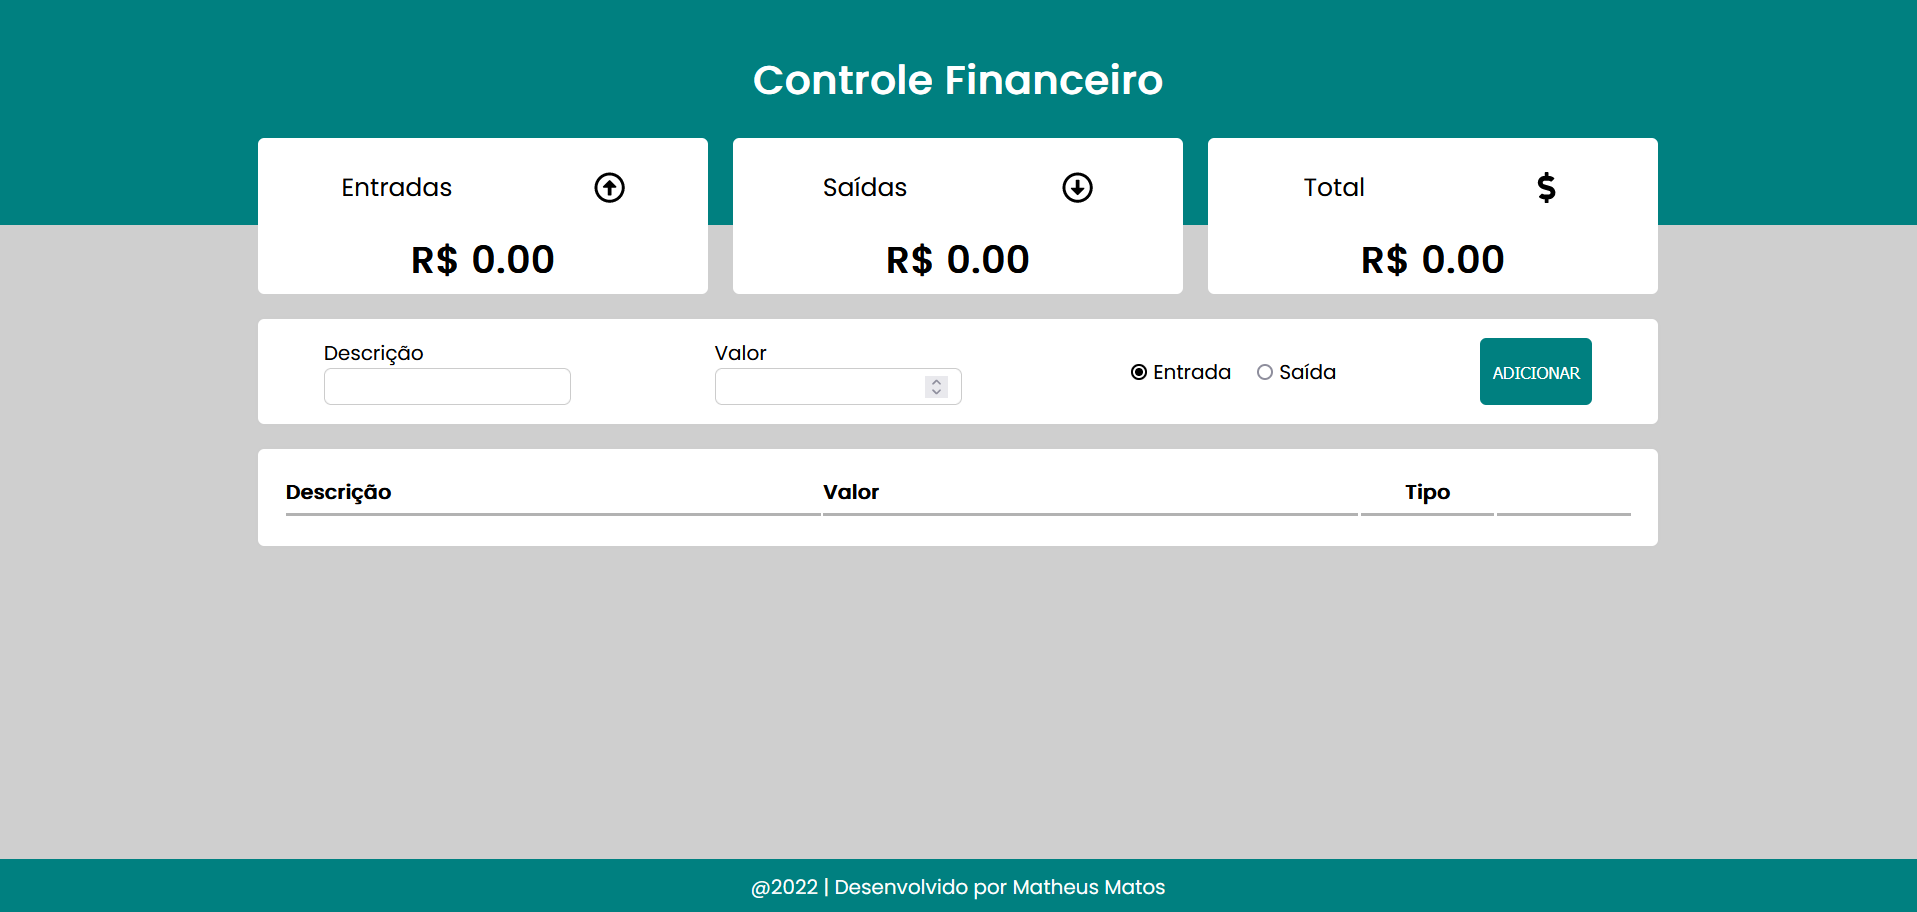 Controle Financeiro
Entradas
R$ 0.00
Saídas
R$ 0.00
Total
$
R$ 0.00
Descrição
Valor
Entrada Saída
ADICIONAR
Descrição Valor Tipo
@2022 | Desenvolvido por Matheus Matos